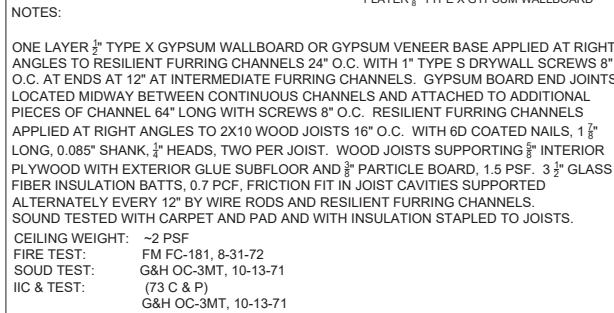 1 LAYER 5/8" TYPE X GYPSUM WALLBOARD
NOTES:
ONE LAYER 1/2" TYPE X GYPSUM WALLBOARD OR GYPSUM VENEER BASE APPLIED AT RIGHT
ANGLES TO RESILIENT FURRING CHANNELS 24" O.C. WITH 1" TYPE S DRYWALL SCREWS 8"
O.C. AT ENDS AT 12" AT INTERMEDIATE FURRING CHANNELS. GYPSUM BOARD END JOINTS
LOCATED MIDWAY BETWEEN CONTINUOUS CHANNELS AND ATTACHED TO ADDITIONAL
PIECES OF CHANNEL 64" LONG WITH SCREWS 8" O.C. RESILIENT FURRING CHANNELS
APPLIED AT RIGHT ANGLES TO 2X10 WOOD JOISTS 16" O.C. WITH 6D COATED NAILS, 1 7/8"
LONG, 0.085" SHANK, 1/4" HEADS, TWO PER JOIST. WOOD JOISTS SUPPORTING 5/8" INTERIOR
PLYWOOD WITH EXTERIOR GLUE SUBFLOOR AND 3/8" PARTICLE BOARD, 1.5 PSF. 3 1/2" GLASS
FIBER INSULATION BATTS, 0.7 PCF, FRICTION FIT IN JOIST CAVITIES SUPPORTED
ALTERNATELY EVERY 12" BY WIRE RODS AND RESILIENT FURRING CHANNELS.
SOUND TESTED WITH CARPET AND PAD AND WITH INSULATION STAPLED TO JOISTS.
CEILING WEIGHT: ~2 PSF
FIRE TEST: FM FC-181, 8-31-72
SOUD TEST: G&H OC-3MT, 10-13-71
IIC & TEST: (73 C & P)
G&H OC-3MT, 10-13-71